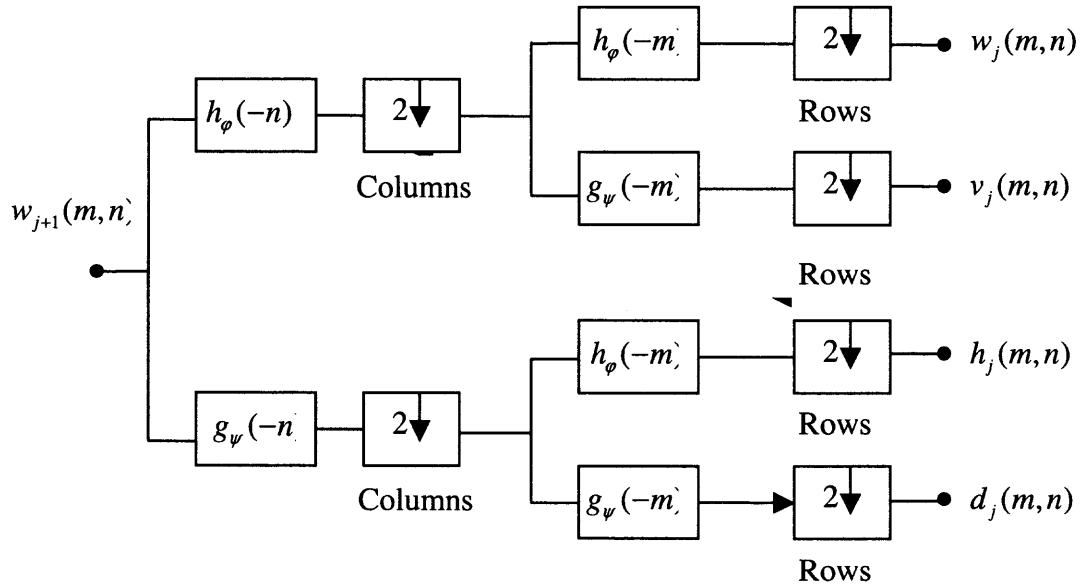 h_φ(−m)
2
w_j(m,n)
Rows
h_φ(−n)
2
Columns
g_ψ(−m)
2
v_j(m,n)
Rows
w_{j+1}(m,n)
h_φ(−m)
2
h_j(m,n)
Rows
g_ψ(−n
2
Columns
g_ψ(−m)
2
d_j(m,n)
Rows